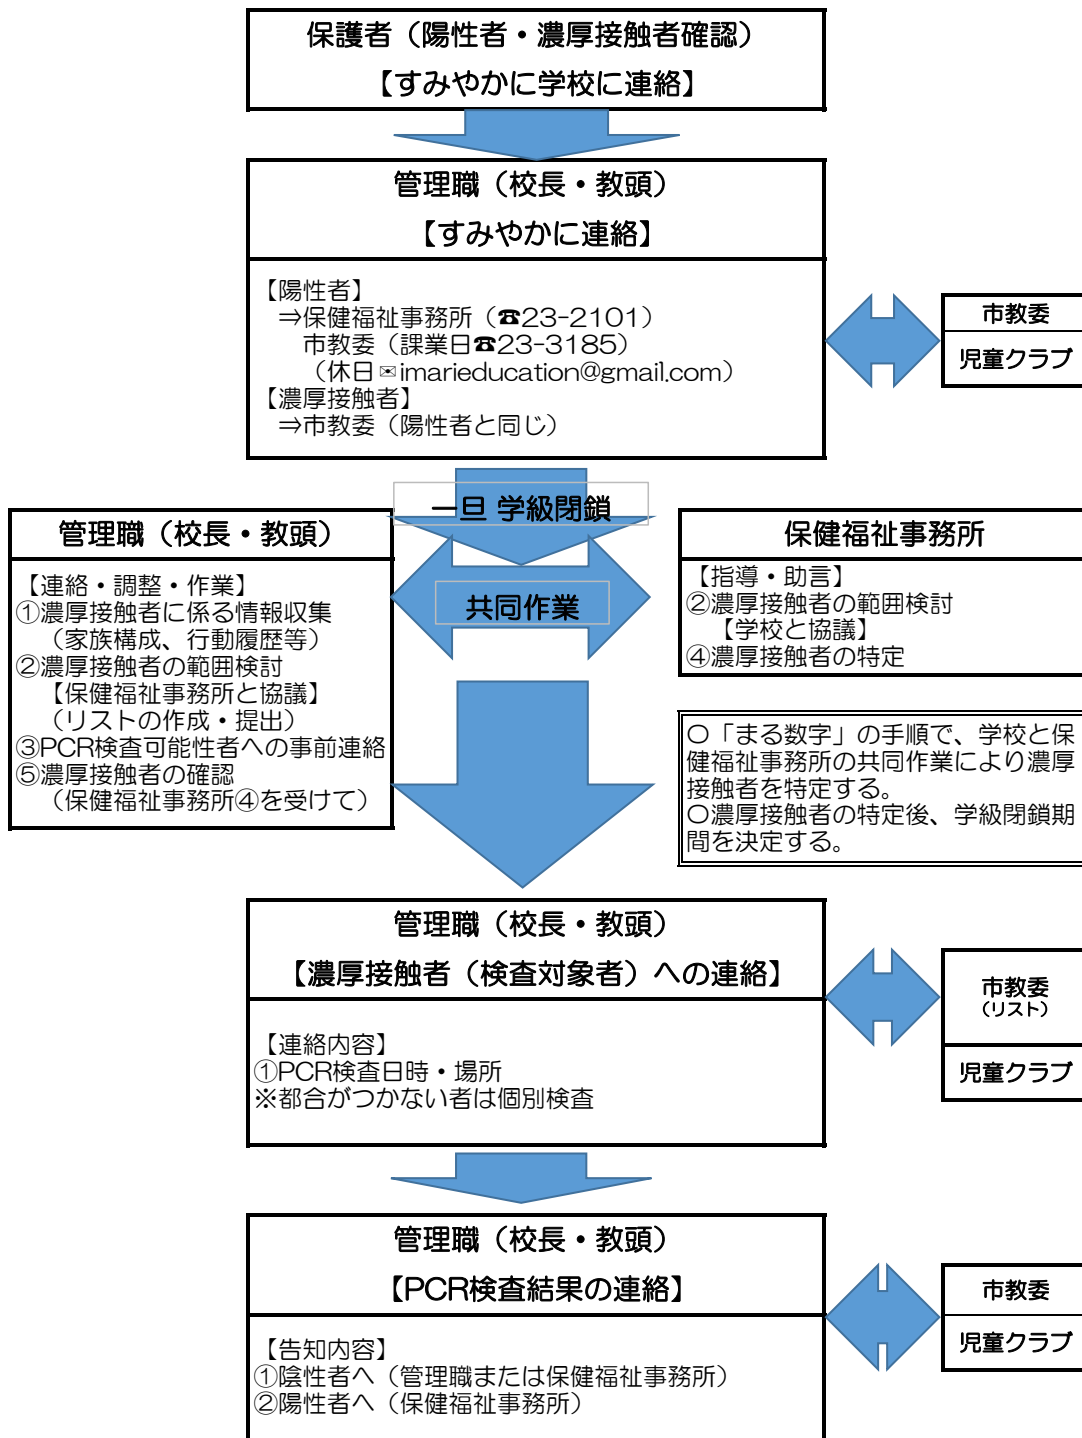 保護者（陽性者・濃厚接触者確認）
【すみやかに学校に連絡】
管理職（校長・教頭）
【すみやかに連絡】
【陽性者】
⇒保健福祉事務所（☎23-2101）
市教委（課業日☎23-3185）
（休日✉imarieducation@gmail.com）
【濃厚接触者】
⇒市教委（陽性者と同じ）
市教委
児童クラブ
一旦 学級閉鎖
共同作業
管理職（校長・教頭）
【連絡・調整・作業】
①濃厚接触者に係る情報収集
（家族構成、行動履歴等）
②濃厚接触者の範囲検討
【保健福祉事務所と協議】
（リストの作成・提出）
③PCR検査可能性者への事前連絡
⑤濃厚接触者の確認
（保健福祉事務所④を受けて）
保健福祉事務所
【指導・助言】
②濃厚接触者の範囲検討
【学校と協議】
④濃厚接触者の特定
〇「まる数字」の手順で、学校と保
健福祉事務所の共同作業により濃厚
接触者を特定する。
〇濃厚接触者の特定後、学級閉鎖期
間を決定する。
管理職（校長・教頭）
【濃厚接触者（検査対象者）への連絡】
【連絡内容】
①PCR検査日時・場所
※都合がつかない者は個別検査
市教委
（リスト）
児童クラブ
管理職（校長・教頭）
【PCR検査結果の連絡】
【告知内容】
①陰性者へ（管理職または保健福祉事務所）
②陽性者へ（保健福祉事務所）
市教委
児童クラブ